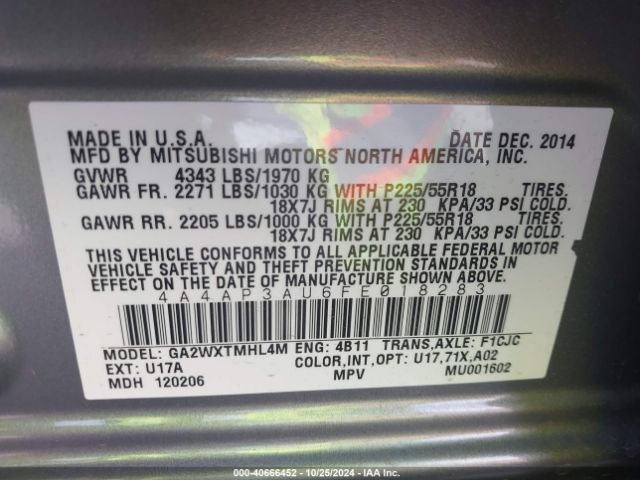 MADE IN U.S.A. DATE DEC. 2014
MFD BY MITSUBISHI MOTORS NORTH AMERICA, INC.
GVWR 4343 LBS/1970 KG
GAWR FR. 2271 LBS/1030 KG WITH P225/55R18 TIRES.
18X7J RIMS AT 230 KPA/33 PSI COLD.
GAWR RR. 2205 LBS/1000 KG WITH P225/55R18 TIRES.
18X7J RIMS AT 230 KPA/33 PSI COLD.
THIS VEHICLE CONFORMS TO ALL APPLICABLE FEDERAL MOTOR
VEHICLE SAFETY AND THEFT PREVENTION STANDARDS IN
EFFECT ON THE DATE OF MANUFACTURE SHOWN ABOVE.
4A4AP3AU6FE018283
MODEL: GA2WXTMHL4M ENG: 4B11 TRANS,AXLE: F1CJC
EXT: U17A COLOR,INT,OPT: U17,71X,A02
MDH 120206 MPV MU001602
000-40666452 - 10/25/2024 - IAA Inc.